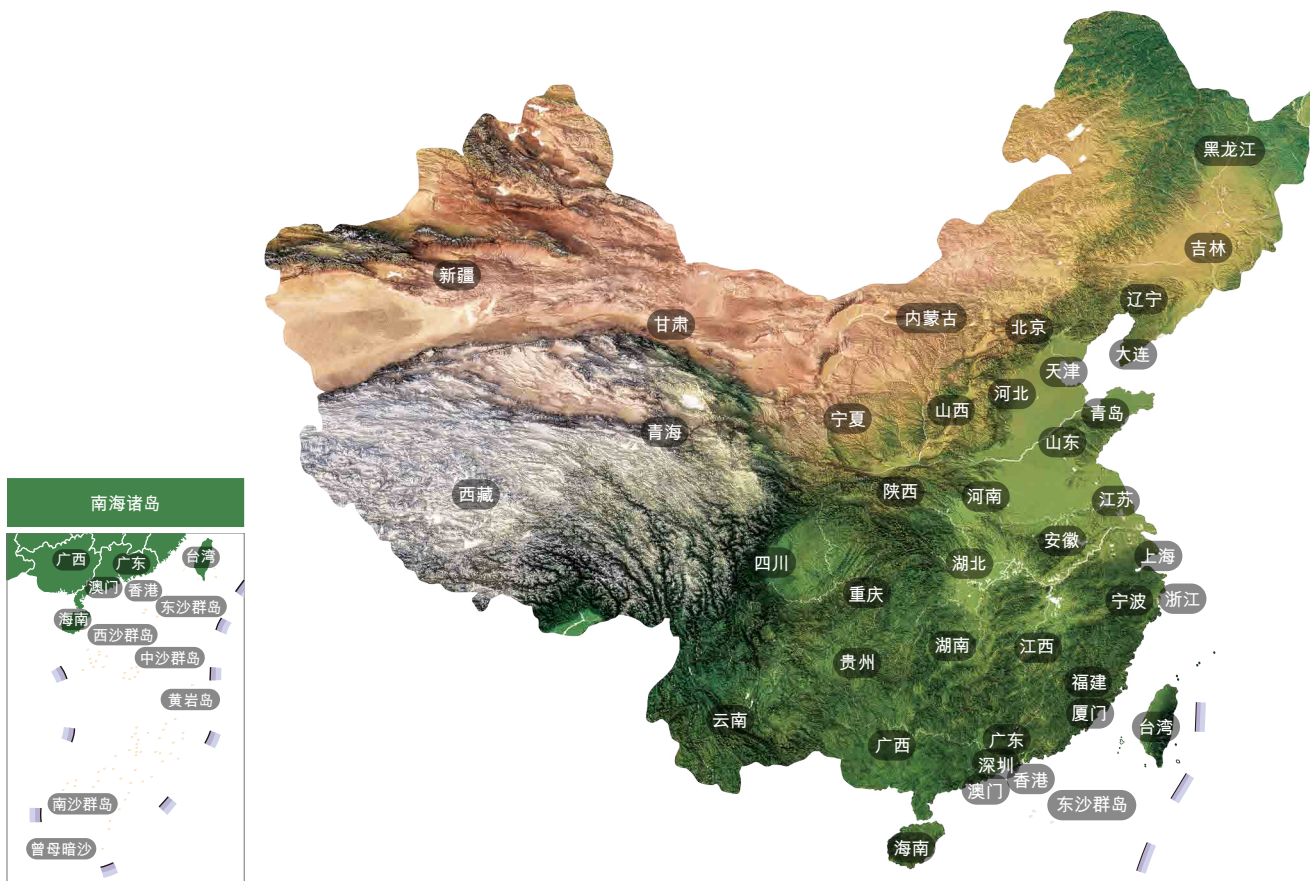 黑龙江
吉林
新疆
辽宁
内蒙古
甘肃
北京
大连
天津
河北
山西
青岛
宁夏
青海
山东
西藏
陕西
河南
江苏
安徽
上海
四川
湖北
重庆
宁波
浙江
湖南
江西
贵州
福建
厦门
云南
台湾
广西
广东
深圳
香港
澳门
东沙群岛
海南
南海诸岛
广西
广东
台湾
澳门
香港
东沙群岛
海南
西沙群岛
中沙群岛
黄岩岛
南沙群岛
曾母暗沙